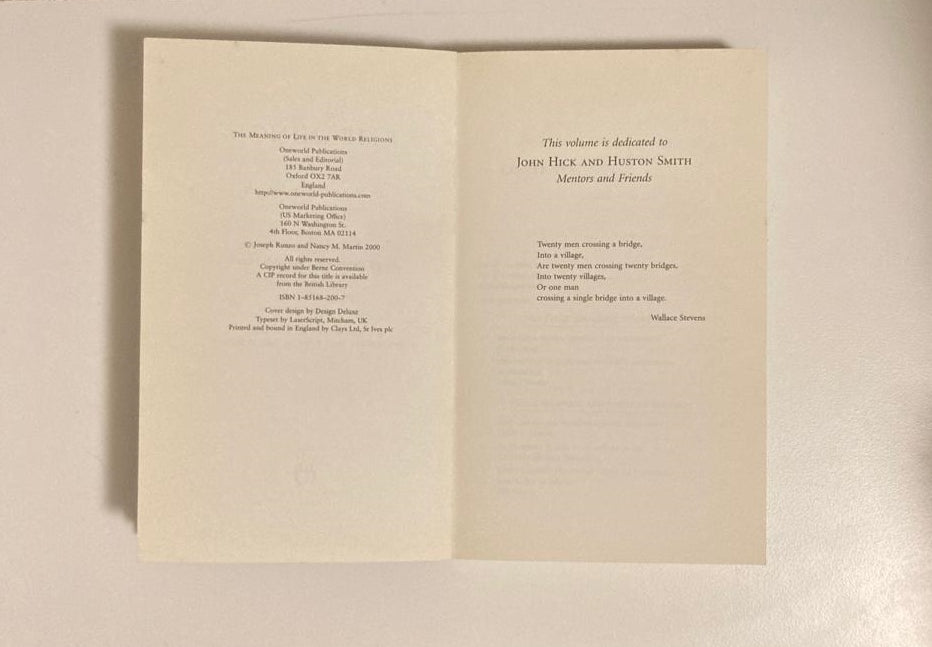 THE MEANING OF LIFE IN THE WORLD RELIGIONS
Oneworld Publications
(Sales and Editorial)
185 Banbury Road
Oxford OX2 7AR
England
http://www.oneworld-publications.com
Oneworld Publications
(US Marketing Office)
160 N Washington St.
4th Floor, Boston MA 02114
© Joseph Runzo and Nancy M. Martin 2000
All rights reserved.
Copyright under Berne Convention
A CIP record for this title is available
from the British Library
ISBN 1–85168–200–7
Cover design by Design Deluxe
Typeset by LaserScript, Mitcham, UK
Printed and bound in England by Clays Ltd, St Ives plc
This volume is dedicated to
JOHN HICK AND HUSTON SMITH
Mentors and Friends
Twenty men crossing a bridge,
Into a village,
Are twenty men crossing twenty bridges,
Into twenty villages,
Or one man
crossing a single bridge into a village.
Wallace Stevens